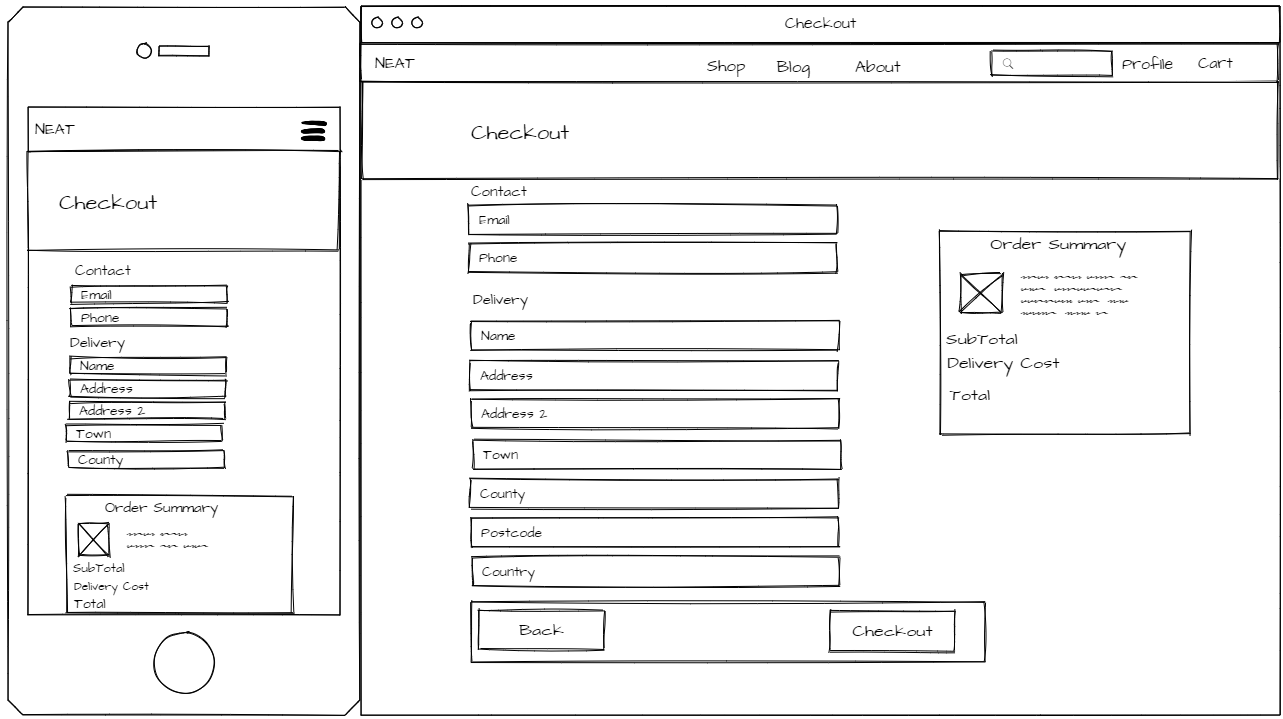 NEAT
Checkout
Contact
Email
Phone
Delivery
Name
Address
Address 2
Town
County
Order Summary
SubTotal
Delivery Cost
Total
Checkout
NEAT
Shop Blog About Profile Cart
Checkout
Contact
Email
Phone
Delivery
Name
Address
Address 2
Town
County
Postcode
Country
Back Checkout
Order Summary
SubTotal
Delivery Cost
Total